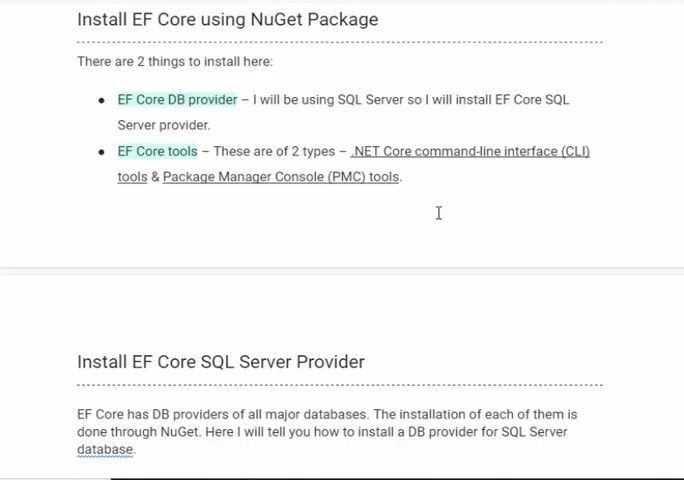 Install EF Core using NuGet Package
There are 2 things to install here:
● EF Core DB provider – I will be using SQL Server so I will install EF Core SQL
Server provider.
● EF Core tools – These are of 2 types – .NET Core command-line interface (CLI)
tools & Package Manager Console (PMC) tools.
Install EF Core SQL Server Provider
EF Core has DB providers of all major databases. The installation of each of them is
done through NuGet. Here I will tell you how to install a DB provider for SQL Server
database.